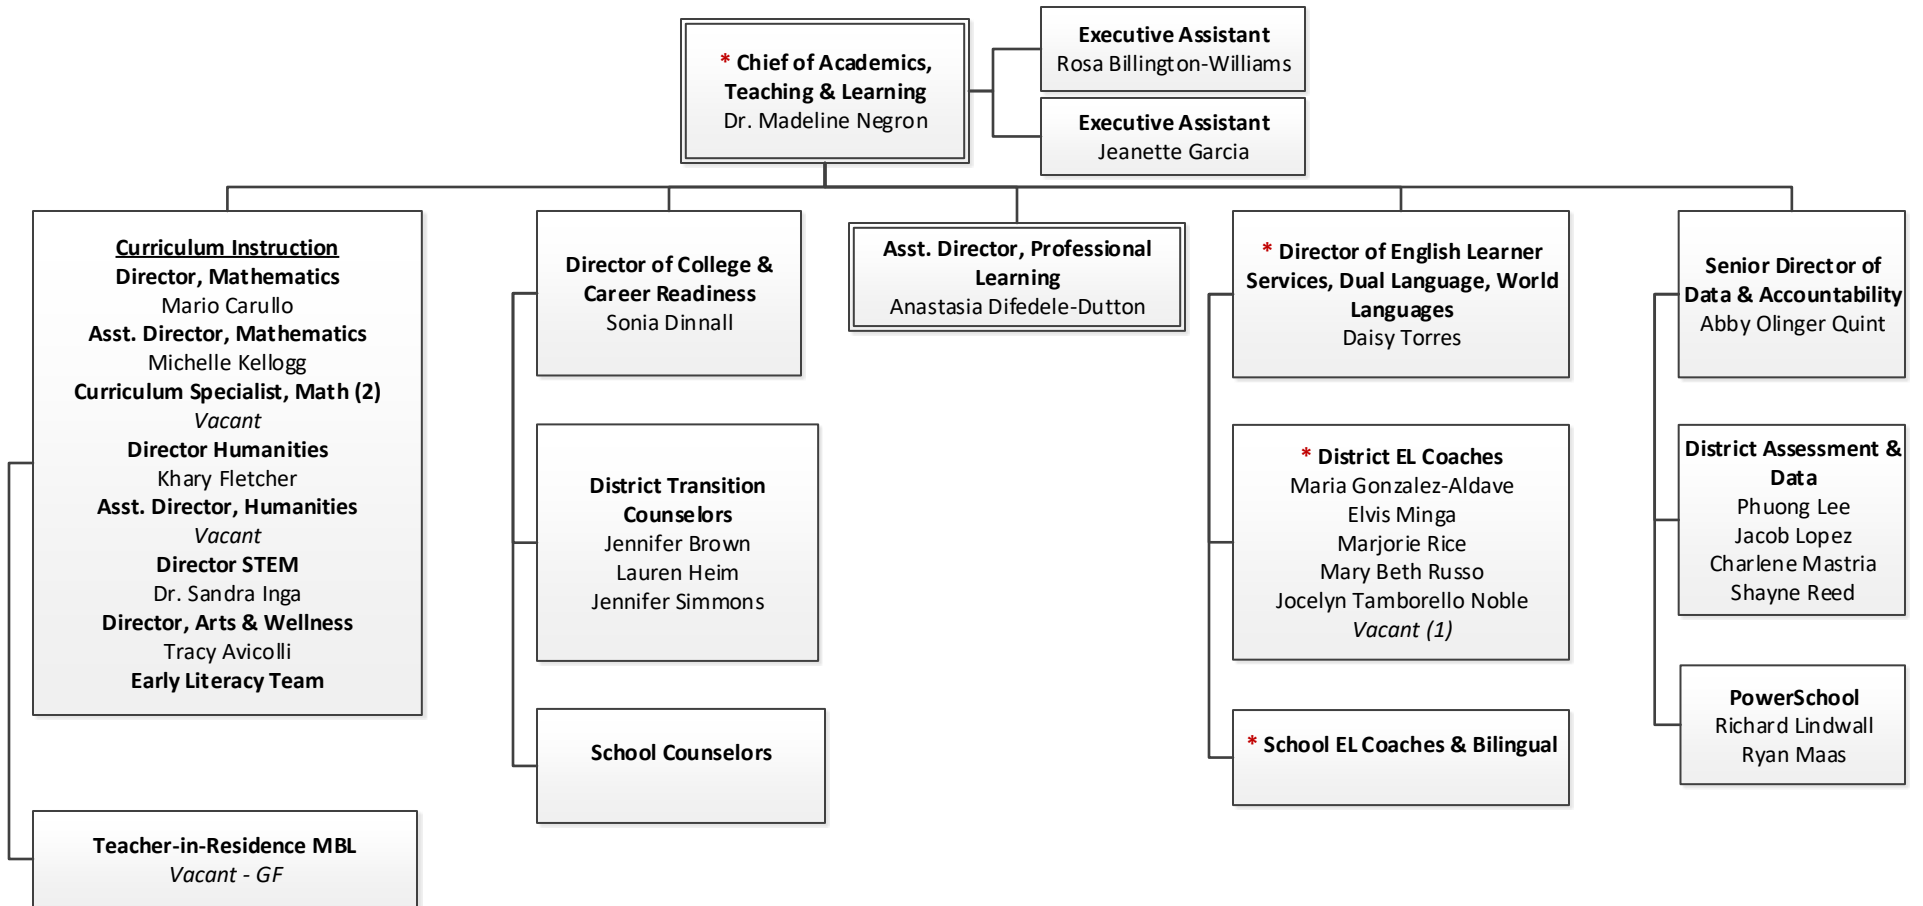 * Chief of Academics,
Teaching & Learning
Dr. Madeline Negron
Executive Assistant
Rosa Billington-Williams
Executive Assistant
Jeanette Garcia
Curriculum Instruction
Director, Mathematics
Mario Carullo
Asst. Director, Mathematics
Michelle Kellogg
Curriculum Specialist, Math (2)
Vacant
Director Humanities
Khary Fletcher
Asst. Director, Humanities
Vacant
Director STEM
Dr. Sandra Inga
Director, Arts & Wellness
Tracy Avicolli
Early Literacy Team
Teacher-in-Residence MBL
Vacant - GF
Director of College &
Career Readiness
Sonia Dinnall
District Transition
Counselors
Jennifer Brown
Lauren Heim
Jennifer Simmons
School Counselors
Asst. Director, Professional
Learning
Anastasia Difedele-Dutton
* Director of English Learner
Services, Dual Language, World
Languages
Daisy Torres
* District EL Coaches
Maria Gonzalez-Aldave
Elvis Minga
Marjorie Rice
Mary Beth Russo
Jocelyn Tamborello Noble
Vacant (1)
* School EL Coaches & Bilingual
Senior Director of
Data & Accountability
Abby Olinger Quint
District Assessment &
Data
Phuong Lee
Jacob Lopez
Charlene Mastria
Shayne Reed
PowerSchool
Richard Lindwall
Ryan Maas